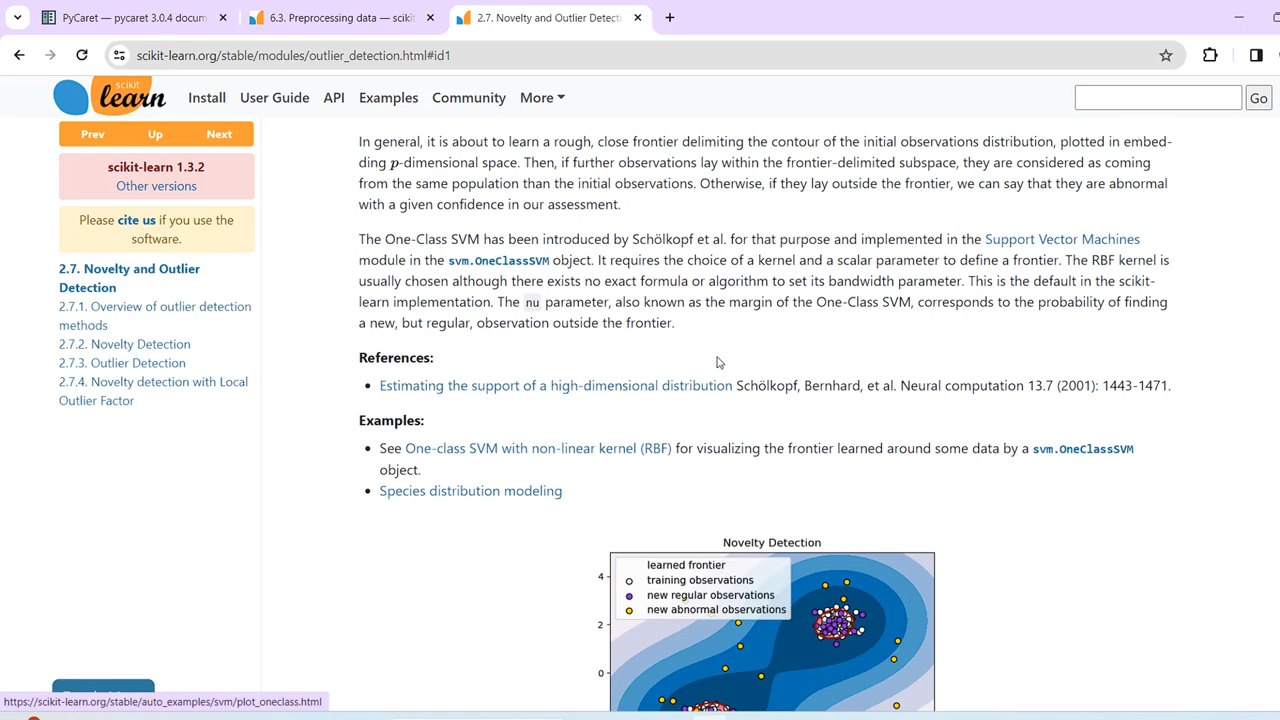 PyCaret — pycaret 3.0.4 docum
6.3. Preprocessing data — scikit
2.7. Novelty and Outlier Detecti
scikit-learn.org/stable/modules/outlier_detection.html#id1
scikit
learn
Install
User Guide
API
Examples
Community
More
Go
Prev
Up
Next
scikit-learn 1.3.2
Other versions
Please cite us if you use the
software.
2.7. Novelty and Outlier
Detection
2.7.1. Overview of outlier detection
methods
2.7.2. Novelty Detection
2.7.3. Outlier Detection
2.7.4. Novelty detection with Local
Outlier Factor
In general, it is about to learn a rough, close frontier delimiting the contour of the initial observations distribution, plotted in embed-
ding p-dimensional space. Then, if further observations lay within the frontier-delimited subspace, they are considered as coming
from the same population than the initial observations. Otherwise, if they lay outside the frontier, we can say that they are abnormal
with a given confidence in our assessment.
The One-Class SVM has been introduced by Schölkopf et al. for that purpose and implemented in the Support Vector Machines
module in the svm.OneClassSVM object. It requires the choice of a kernel and a scalar parameter to define a frontier. The RBF kernel is
usually chosen although there exists no exact formula or algorithm to set its bandwidth parameter. This is the default in the scikit-
learn implementation. The nu parameter, also known as the margin of the One-Class SVM, corresponds to the probability of finding
a new, but regular, observation outside the frontier.
References:
• Estimating the support of a high-dimensional distribution Schölkopf, Bernhard, et al. Neural computation 13.7 (2001): 1443-1471.
Examples:
• See One-class SVM with non-linear kernel (RBF) for visualizing the frontier learned around some data by a svm.OneClassSVM
object.
• Species distribution modeling
Novelty Detection
learned frontier
training observations
new regular observations
new abnormal observations
4
2
0
https://scikit-learn.org/stable/auto_examples/svm/plot_oneclass.html